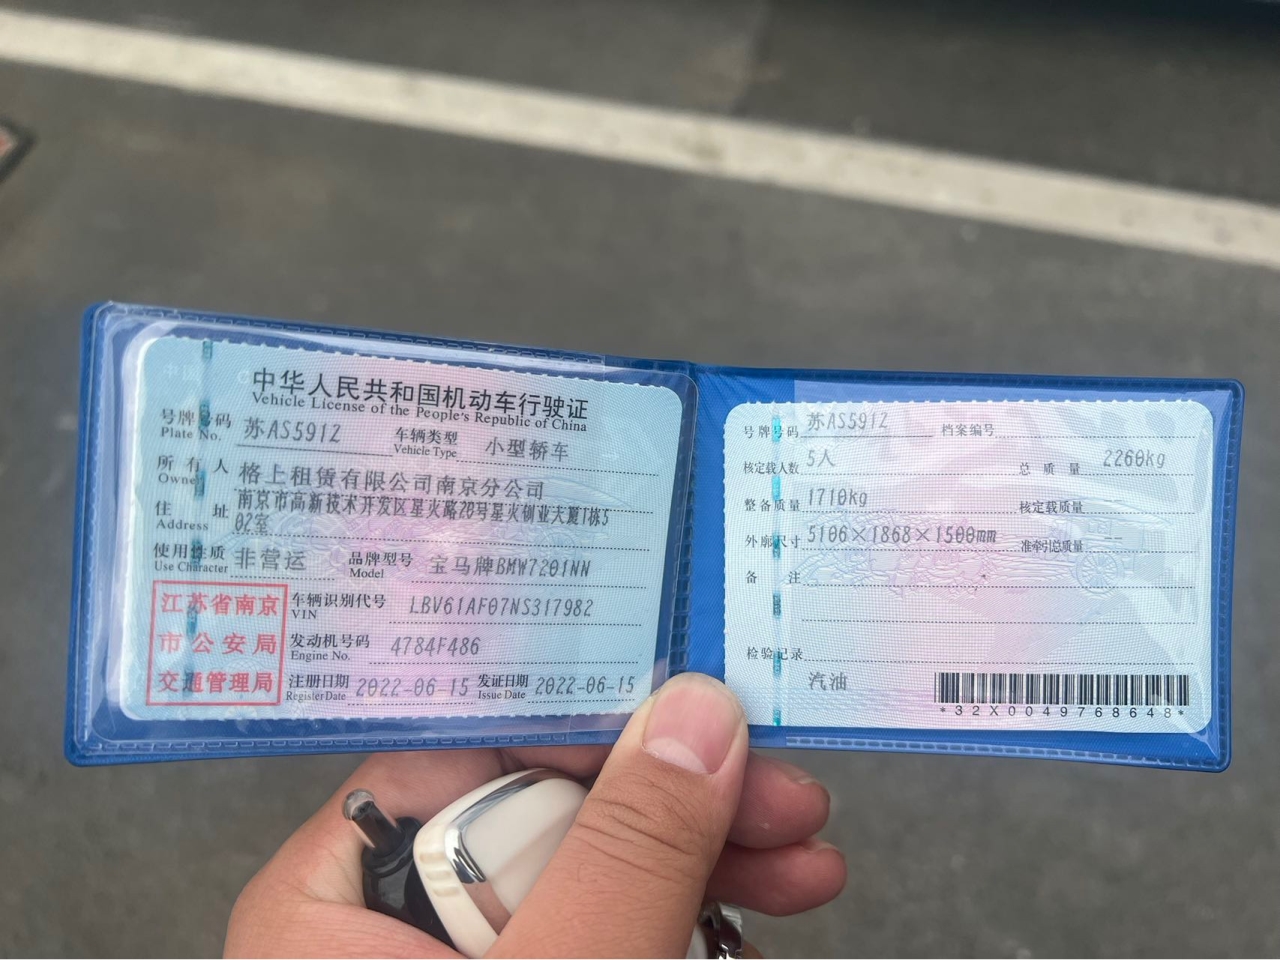 中华人民共和国机动车行驶证
Vehicle License of the People's Republic of China
号牌号码 Plate No. 苏AS591Z 车辆类型 Vehicle Type 小型轿车
所有人 Owner 格上租赁有限公司南京分公司
住址 Address 南京市高新技术开发区星火路28号星火创业大厦1栋5
02室
使用性质 Use Character 非营运 品牌型号 Model 宝马牌BMW7201NN
江苏省南京
市公安局
交通管理局
车辆识别代号 VIN LBV61AF07NS317982
发动机号码 Engine No. 4784F486
注册日期 Register Date 2022-06-15 发证日期 Issue Date 2022-06-15
号牌号码 苏AS591Z 档案编号
核定载人数 5人 总质量 2260kg
整备质量 1710kg 核定载质量 --
外廓尺寸 5106×1868×1500mm 准牵引总质量 --
备注
检验记录
汽油
*32X0049768648*